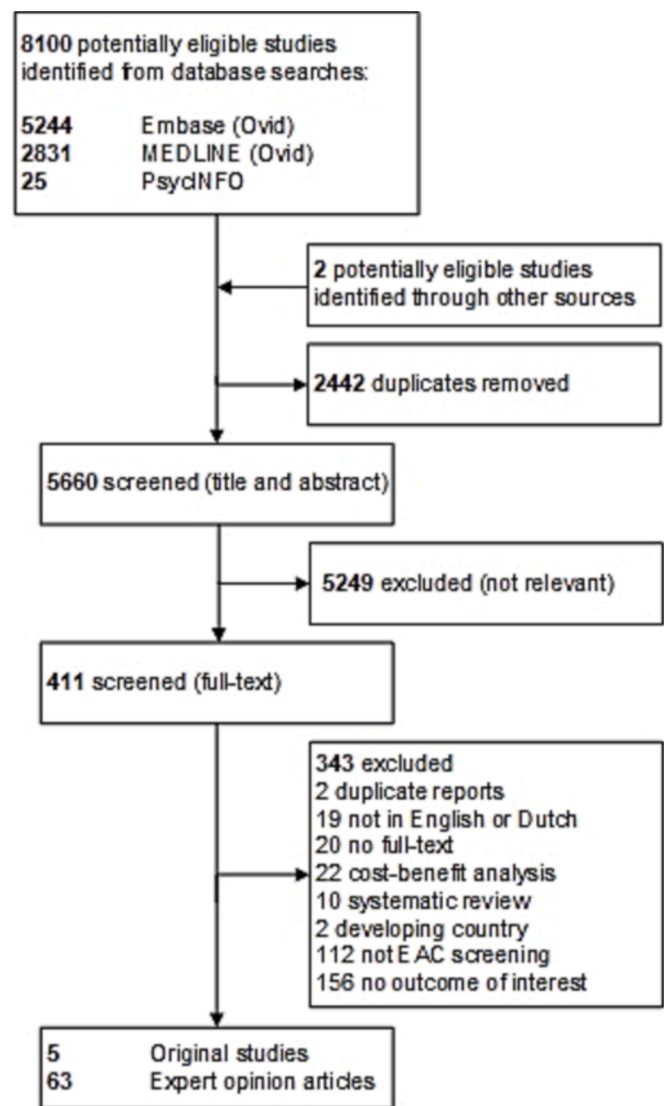 8100 potentially eligible studies
identified from database searches:
5244 Embase (Ovid)
2831 MEDLINE (Ovid)
25 PsycINFO
2 potentially eligible studies
identified through other sources
2442 duplicates removed
5660 screened (title and abstract)
5249 excluded (not relevant)
411 screened (full-text)
343 excluded
2 duplicate reports
19 not in English or Dutch
20 no full-text
22 cost-benefit analysis
10 systematic review
2 developing country
112 not EAC screening
156 no outcome of interest
5 Original studies
63 Expert opinion articles